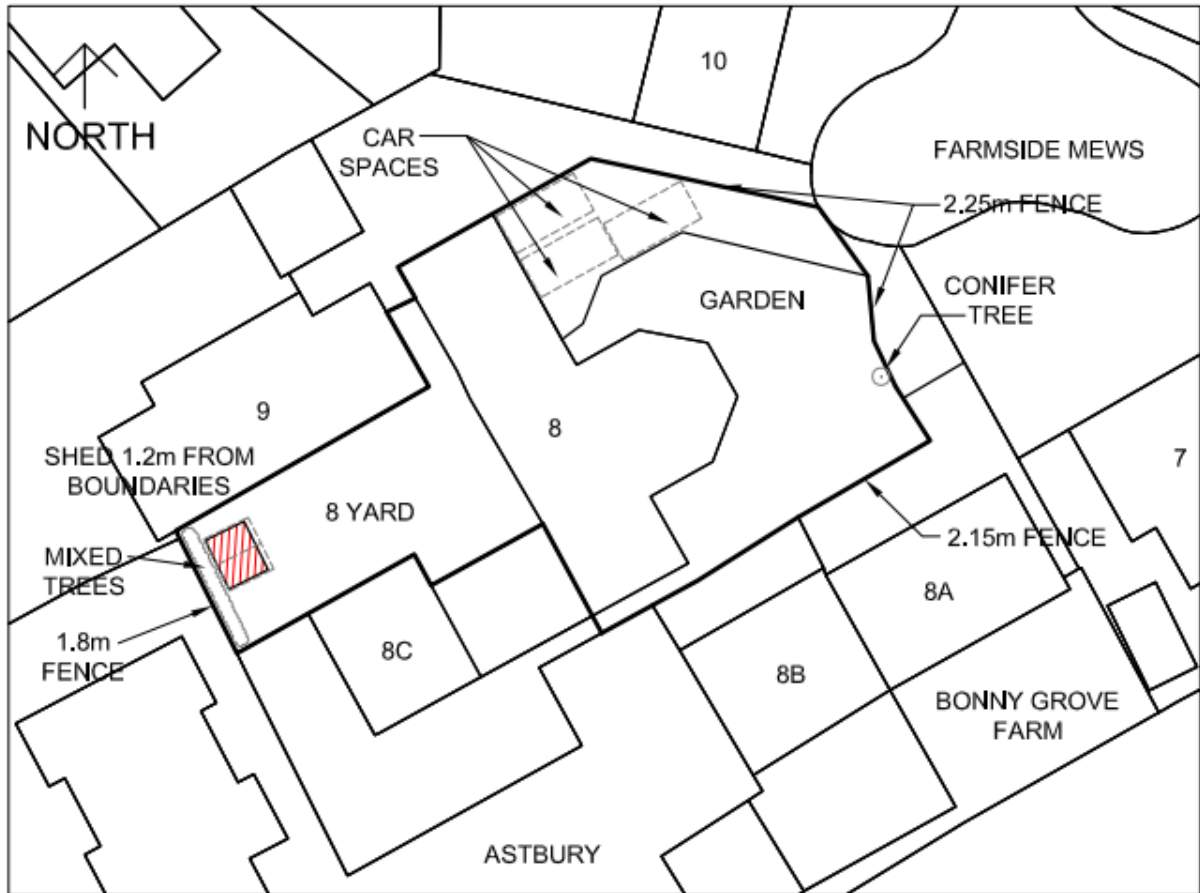 10
NORTH
CAR
SPACES
FARMSIDE MEWS
2.25m FENCE
CONIFER
TREE
GARDEN
9
8
SHED 1.2m FROM
BOUNDARIES
7
8 YARD
2.15m FENCE
MIXED
TREES
8A
1.8m
FENCE
8C
8B
BONNY GROVE
FARM
ASTBURY